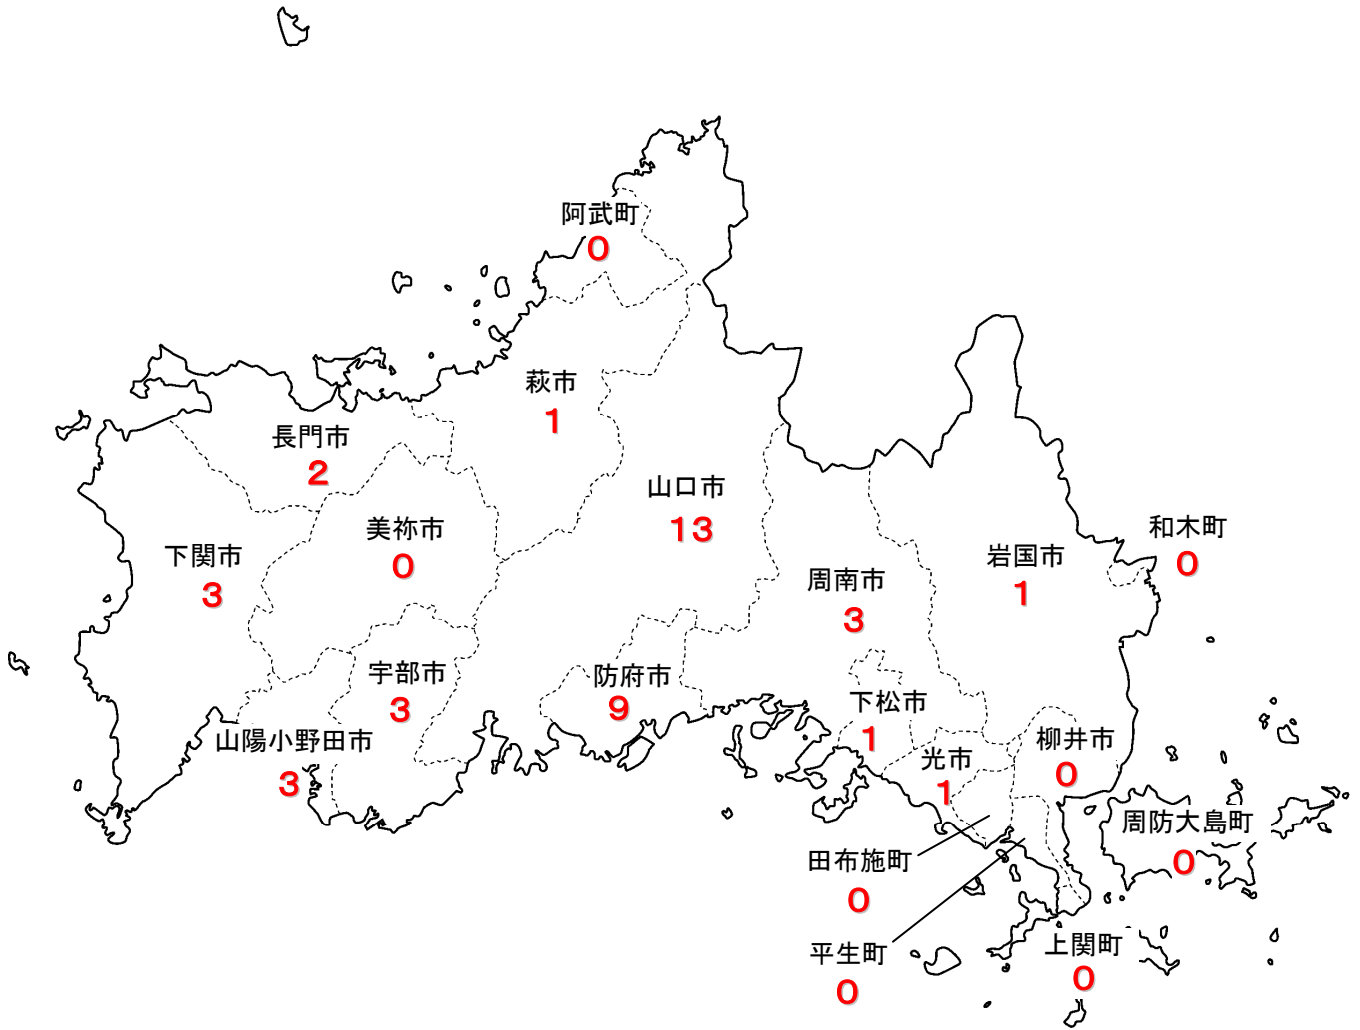 阿武町
0
萩市
1
長門市
2
山口市
13
美祢市
0
下関市
3
和木町
0
岩国市
1
周南市
3
宇部市
3
防府市
9
下松市
1
山陽小野田市
3
柳井市
0
光市
1
周防大島町
0
田布施町
0
平生町
0
上関町
0